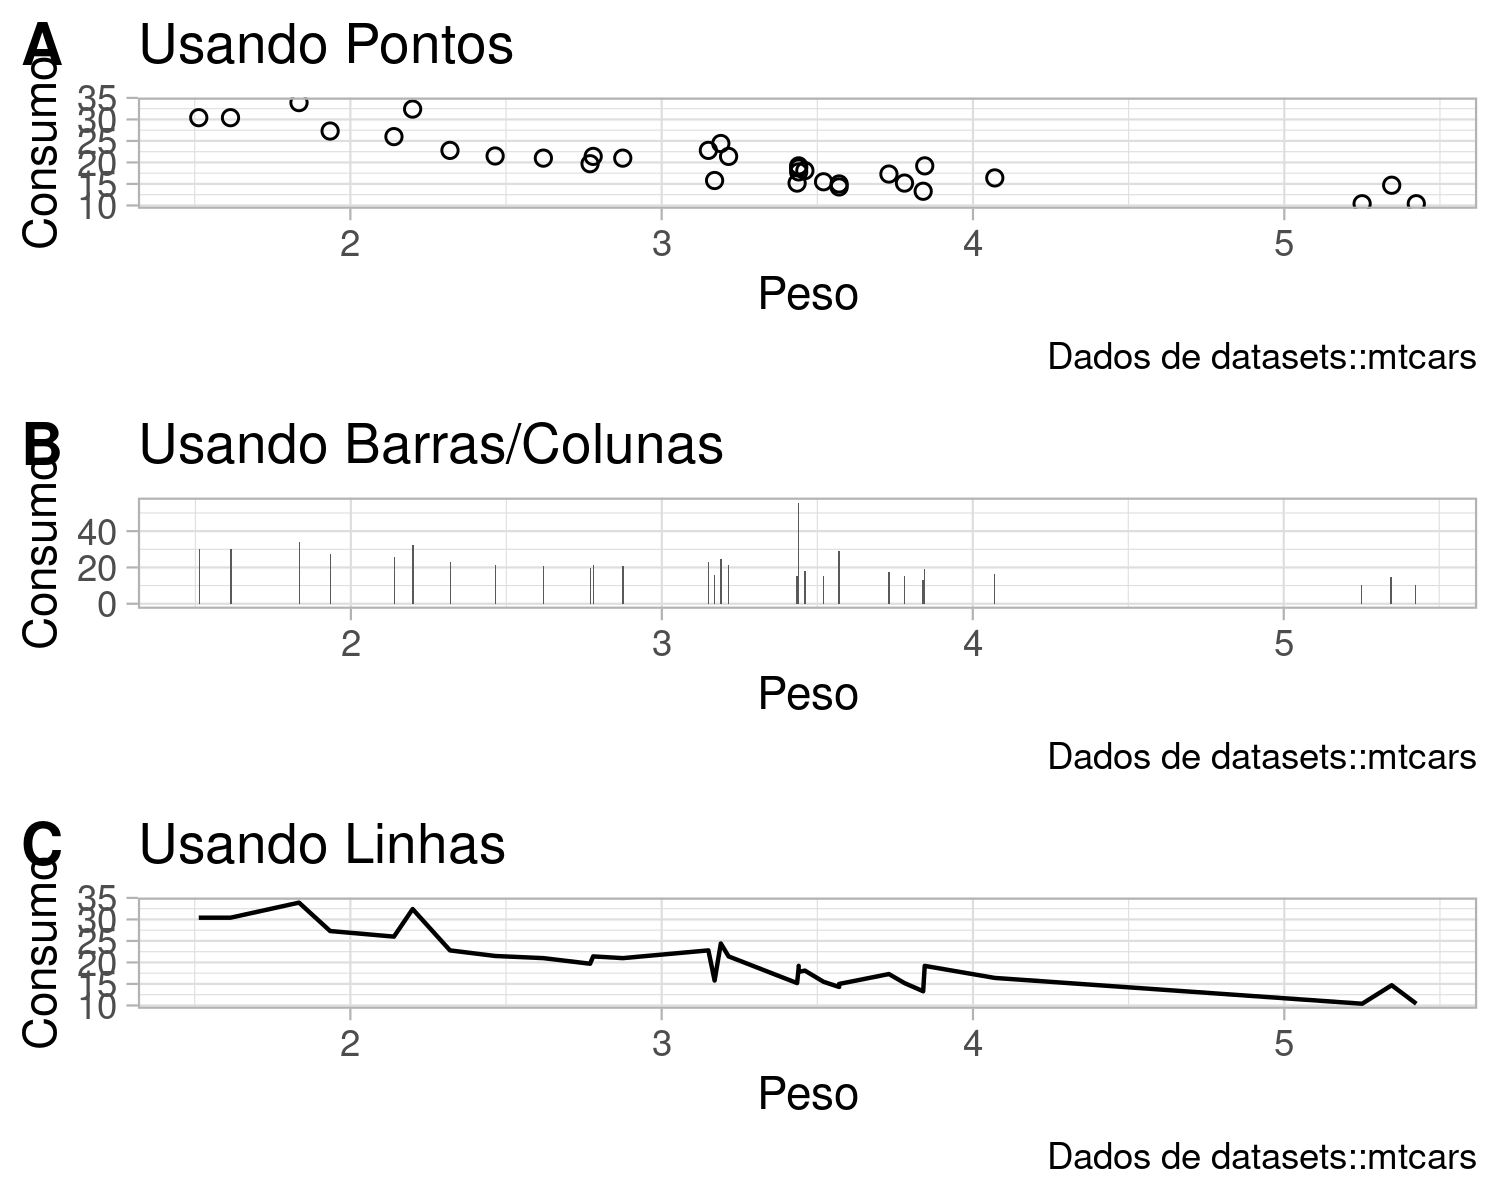 A Usando Pontos
Consumo
35
30
25
20
15
10
2 3 4 5
Peso
Dados de datasets::mtcars
B Usando Barras/Colunas
Consumo
40
20
0
2 3 4 5
Peso
Dados de datasets::mtcars
C Usando Linhas
Consumo
35
30
25
20
15
10
2 3 4 5
Peso
Dados de datasets::mtcars